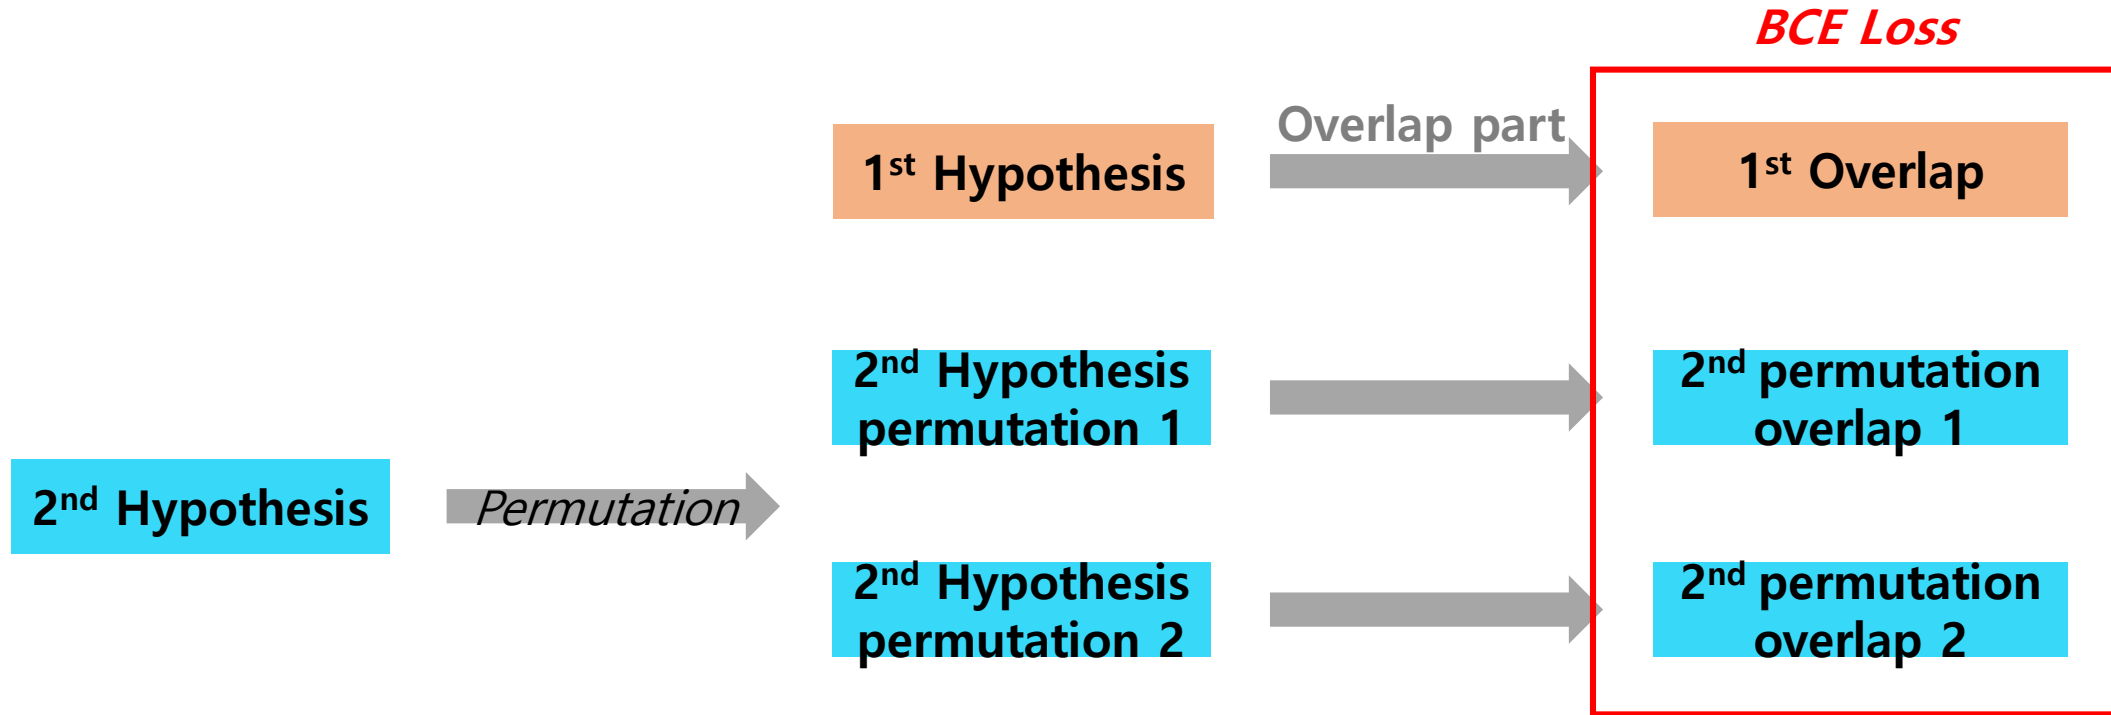 BCE Loss
Overlap part
1st Hypothesis
1st Overlap
2nd Hypothesis
permutation 1
2nd permutation
overlap 1
2nd Hypothesis
Permutation
2nd Hypothesis
permutation 2
2nd permutation
overlap 2